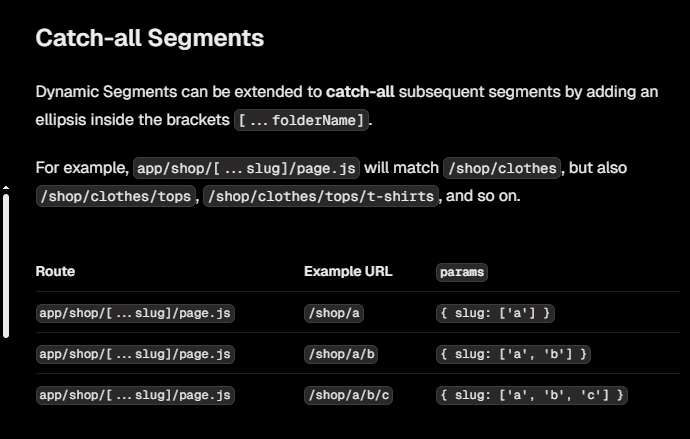 Catch-all Segments
Dynamic Segments can be extended to catch-all subsequent segments by adding an
ellipsis inside the brackets [...folderName].
For example, app/shop/[...slug]/page.js will match /shop/clothes, but also
/shop/clothes/tops, /shop/clothes/tops/t-shirts, and so on.
Route Example URL params
app/shop/[...slug]/page.js /shop/a { slug: ['a'] }
app/shop/[...slug]/page.js /shop/a/b { slug: ['a', 'b'] }
app/shop/[...slug]/page.js /shop/a/b/c { slug: ['a', 'b', 'c'] }